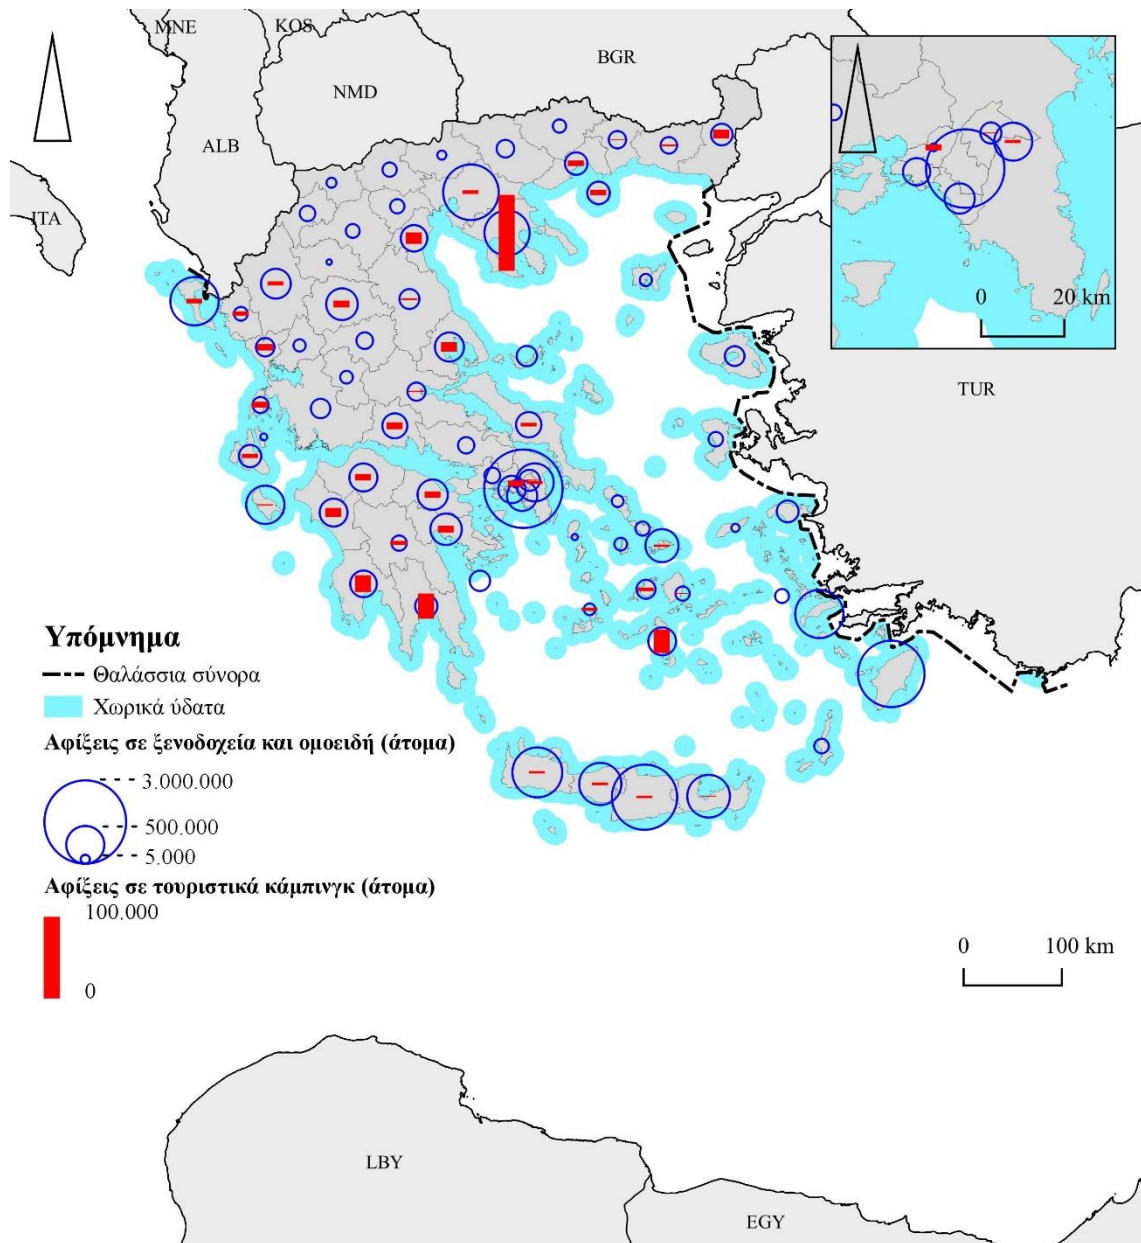 MNE
KOS
BGR
NMD
ALB
ITA
0 20 km
TUR
Υπόμνημα
Θαλάσσια σύνορα
Χωρικά ύδατα
Αφίξεις σε ξενοδοχεία και ομοειδή (άτομα)
3.000.000
500.000
5.000
Αφίξεις σε τουριστικά κάμπινγκ (άτομα)
100.000
0
0 100 km
LBY
EGY